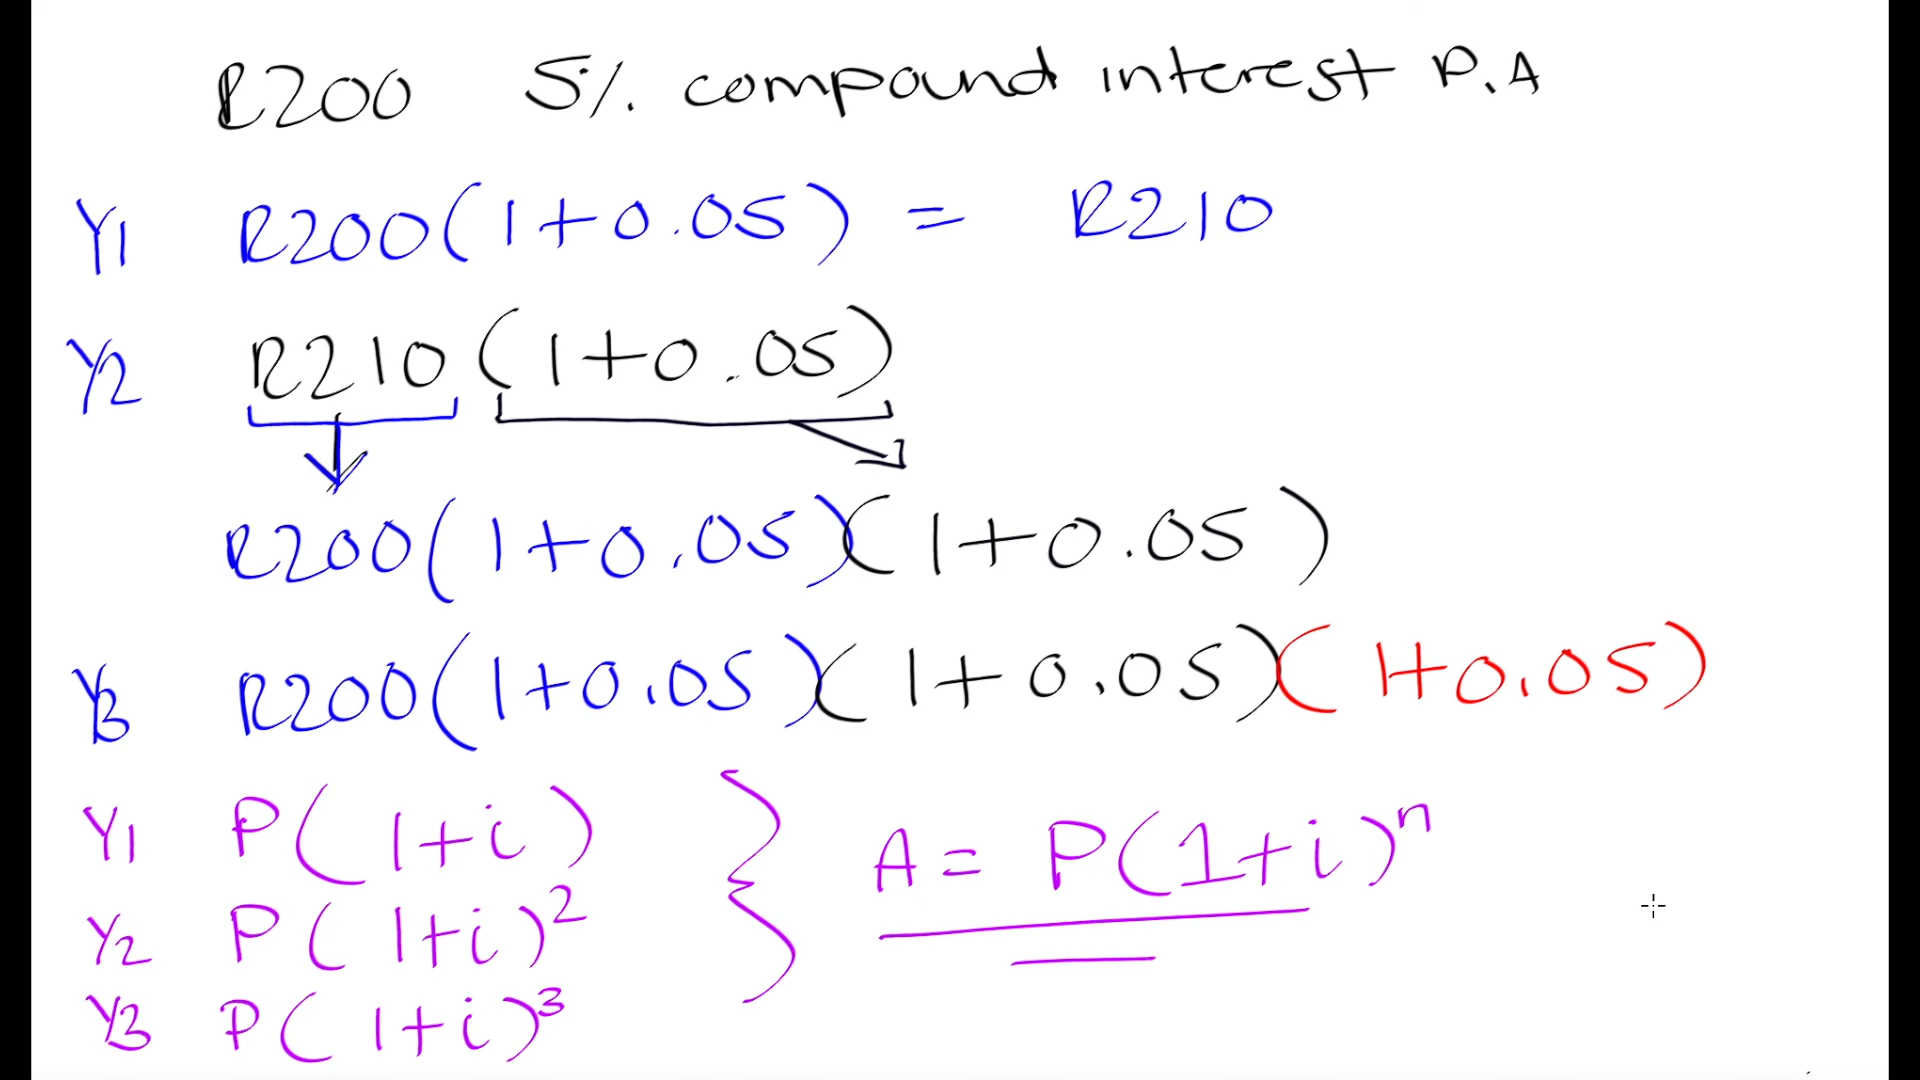 R200 5% compound interest P.A
Y1 R200(1+0.05) = R210
Y2 R210(1+0.05)
R200(1+0.05)(1+0.05)
Y3 R200(1+0.05)(1+0.05)(1+0.05)
Y1 P(1+i)
Y2 P(1+i)²
Y3 P(1+i)³
A = P(1+i)ⁿ